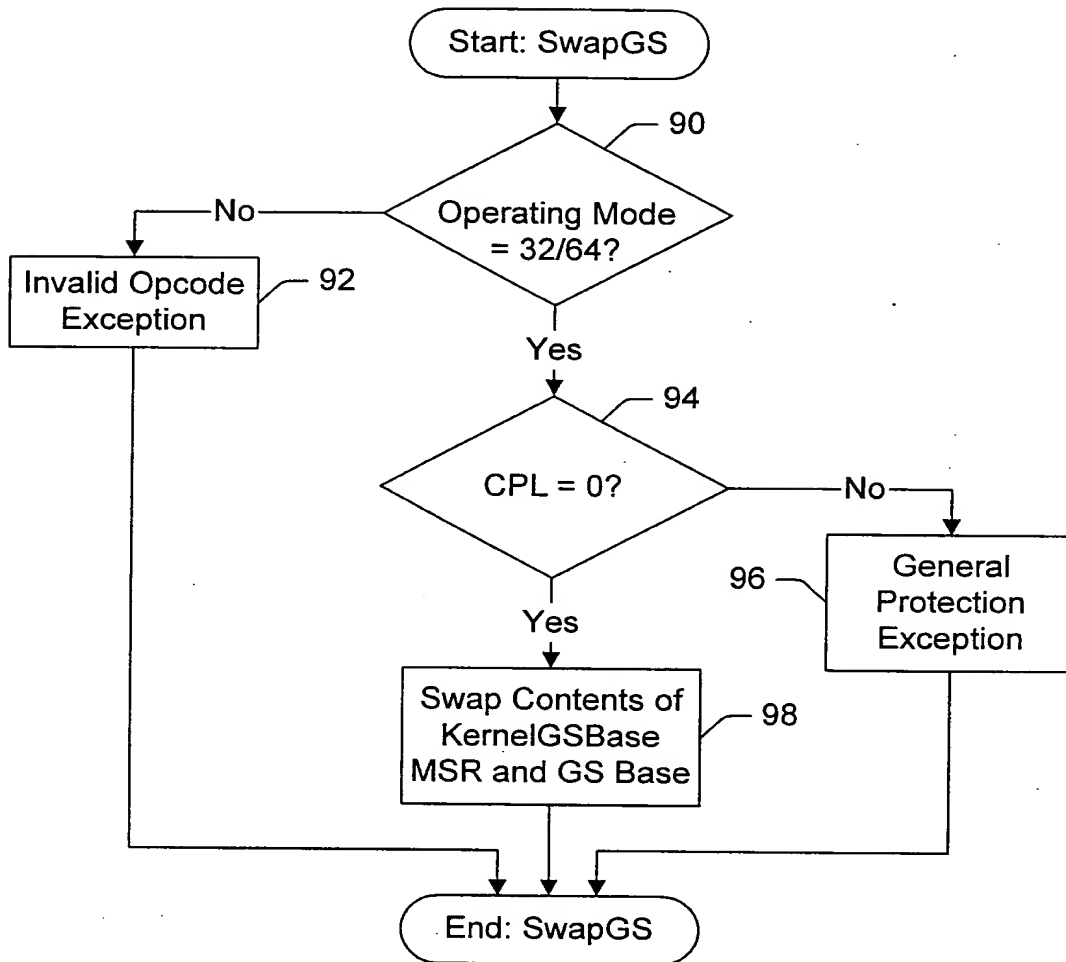 Start: SwapGS
90
Operating Mode
= 32/64?
No
Invalid Opcode
Exception
92
Yes
94
CPL = 0?
No
General
Protection
Exception
96
Yes
Swap Contents of
KernelGSBase
MSR and GS Base
98
End: SwapGS